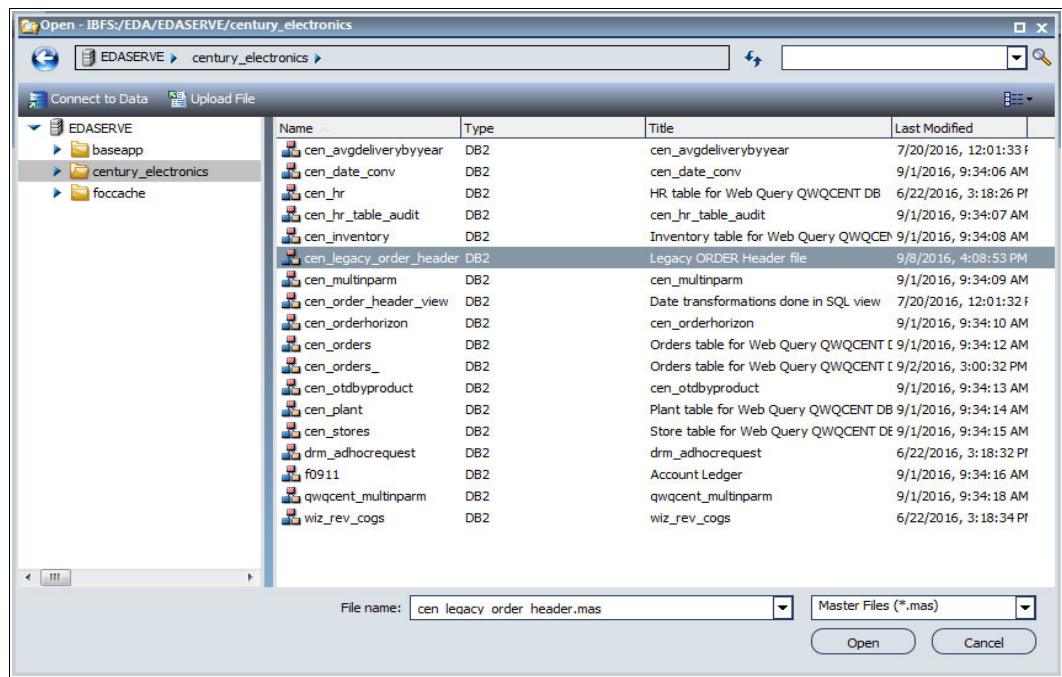 Open - IBFS:/EDA/EDASERVE/century_electronics
EDASERVE century_electronics
Connect to Data Upload File
EDASERVE
baseapp
century_electronics
foccache
Name Type Title Last Modified
cen_avgdeliverybyyear DB2 cen_avgdeliverybyyear 7/20/2016, 12:01:33
cen_date_conv DB2 cen_date_conv 9/1/2016, 9:34:06 AM
cen_hr DB2 HR table for Web Query QWQCENT DB 6/22/2016, 3:18:26
cen_hr_table_audit DB2 cen_hr_table_audit 9/1/2016, 9:34:07 AM
cen_inventory DB2 Inventory table for Web Query QWQCEN 9/1/2016, 9:34:08 AM
cen_legacy_order_header DB2 Legacy ORDER Header file 9/8/2016, 4:08:53 PM
cen_multinparm DB2 cen_multinparm 9/1/2016, 9:34:09 AM
cen_order_header_view DB2 Date transformations done in SQL view 7/20/2016, 12:01:32
cen_orderhorizon DB2 cen_orderhorizon 9/1/2016, 9:34:10 AM
cen_orders DB2 Orders table for Web Query QWQCENT 9/1/2016, 9:34:12 AM
cen_orders_ DB2 Orders table for Web Query QWQCENT 9/2/2016, 3:00:32 PM
cen_otdbyproduct DB2 cen_otdbyproduct 9/1/2016, 9:34:13 AM
cen_plant DB2 Plant table for Web Query QWQCENT DB 9/1/2016, 9:34:14 AM
cen_stores DB2 Store table for Web Query QWQCENT 9/1/2016, 9:34:15 AM
drm_adhocrequest DB2 drm_adhocrequest 6/22/2016, 3:18:32
f0911 DB2 Account Ledger 9/1/2016, 9:34:16 AM
qwqcent_multinparm DB2 qwqcent_multinparm 9/1/2016, 9:34:18 AM
wiz_rev_cogs DB2 wiz_rev_cogs 6/22/2016, 3:18:34
File name: cen_legacy_order_header.mas Master Files (*.mas)
Open Cancel